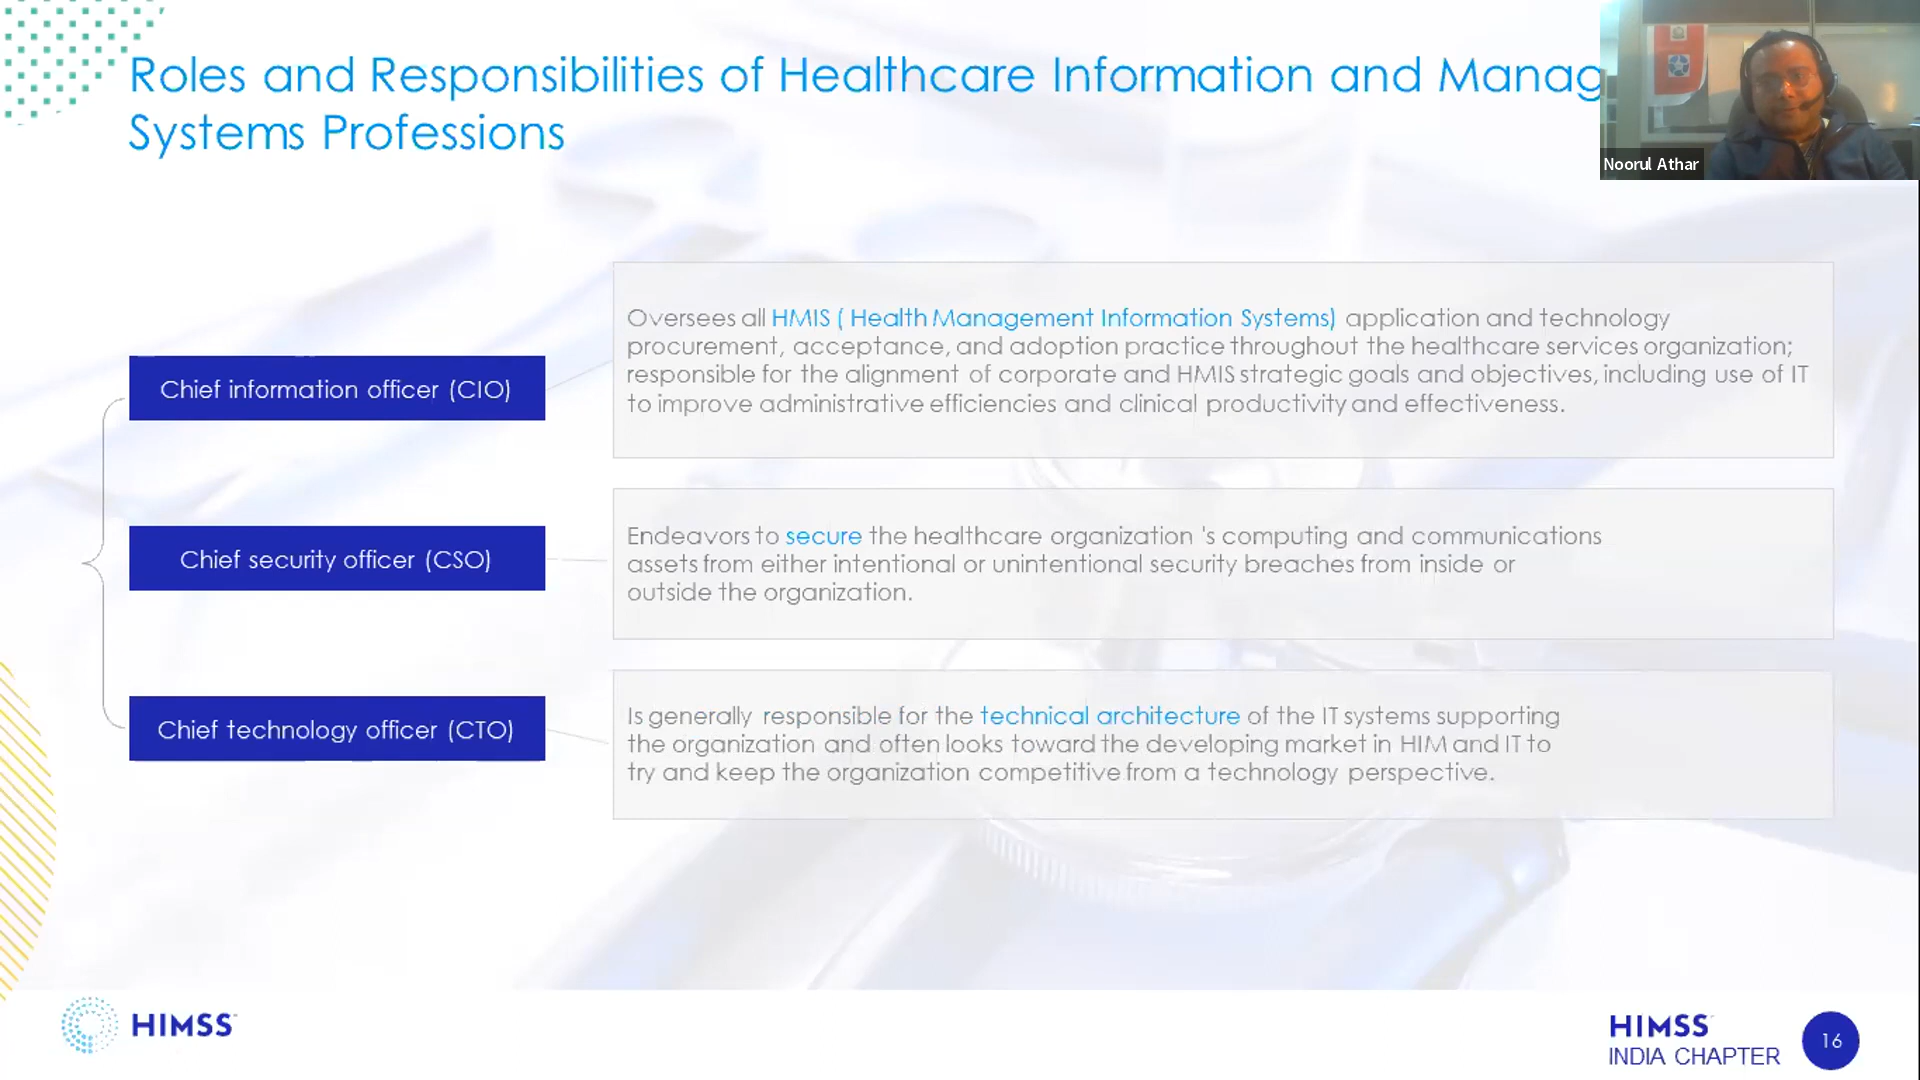 Roles and Responsibilities of Healthcare Information and Manag
Systems Professions
Noorul Athar
Chief information officer (CIO)
Oversees all HMIS ( Health Management Information Systems) application and technology
procurement, acceptance, and adoption practice throughout the healthcare services organization;
responsible for the alignment of corporate and HMIS strategic goals and objectives, including use of IT
to improve administrative efficiencies and clinical productivity and effectiveness.
Chief security officer (CSO)
Endeavors to secure the healthcare organization 's computing and communications
assets from either intentional or unintentional security breaches from inside or
outside the organization.
Chief technology officer (CTO)
Is generally responsible for the technical architecture of the IT systems supporting
the organization and often looks toward the developing market in HIM and IT to
try and keep the organization competitive from a technology perspective.
HIMSS
HIMSS
INDIA CHAPTER
16